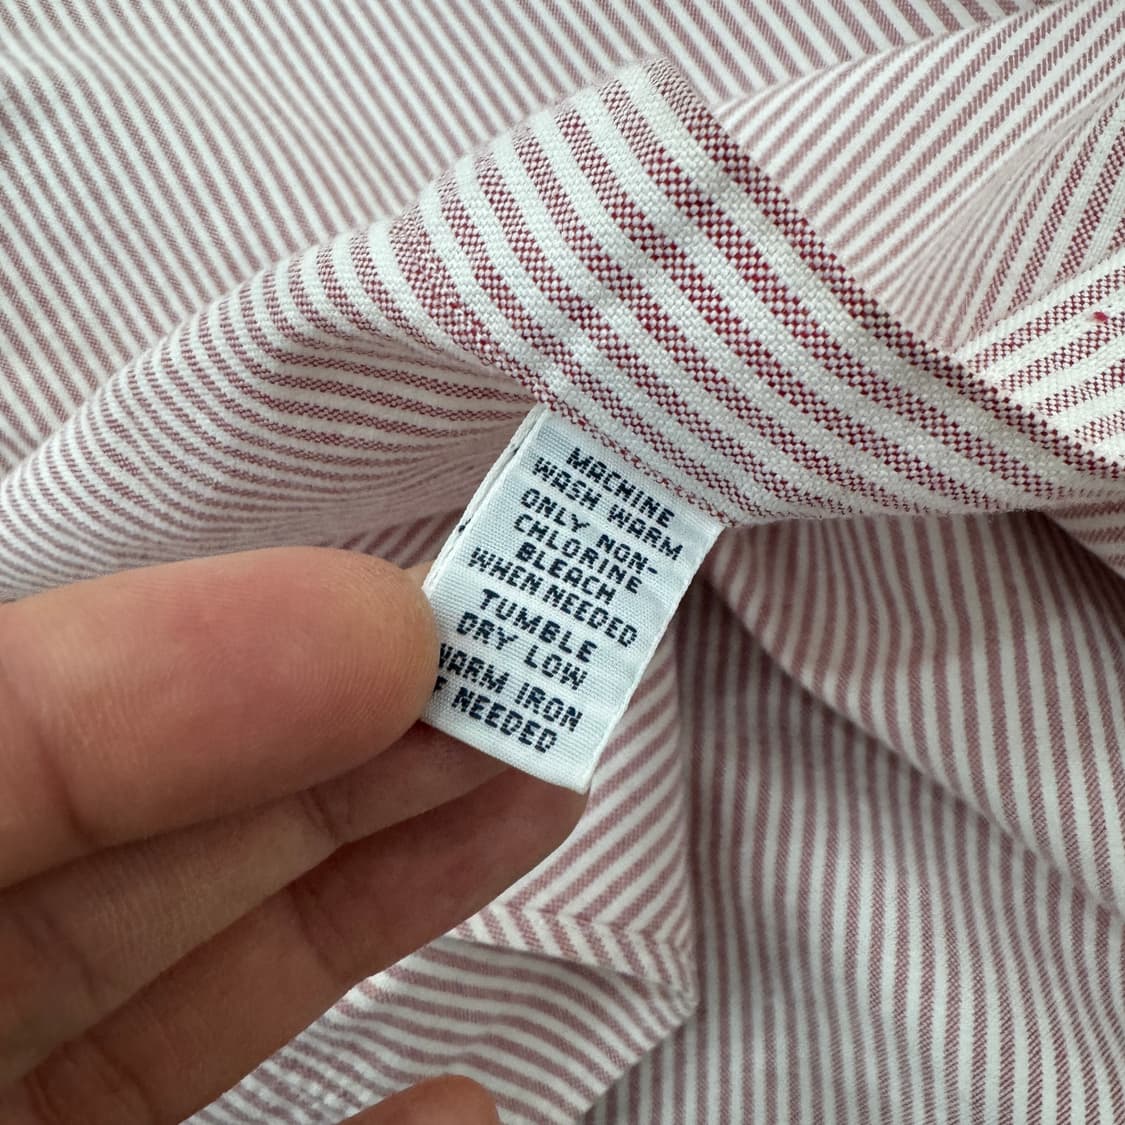 MACHINE
WASH WARM
ONLY NON-
CHLORINE
BLEACH
WHEN NEEDED
TUMBLE
DRY LOW
WARM IRON
NEEDED